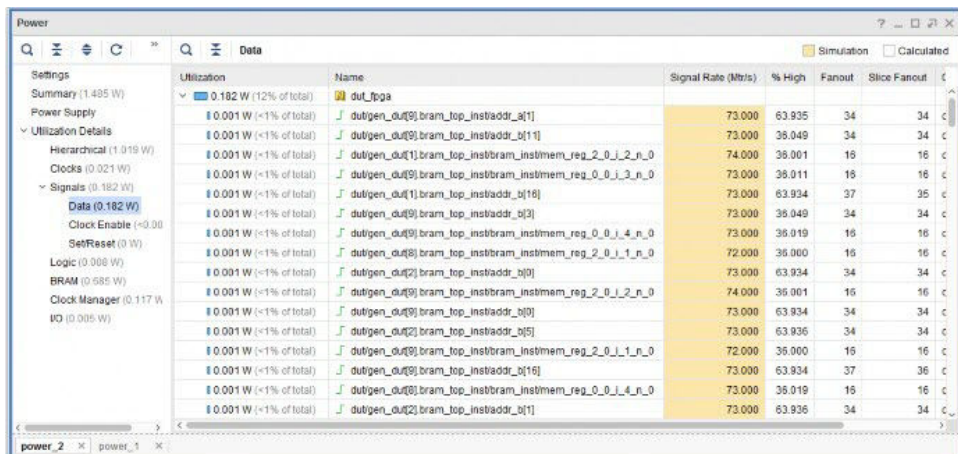 Power
Data
Simulation
Calculated
Settings
Summary (1.485 W)
Power Supply
Utilization Details
Hierarchical (1.019 W)
Clocks (0.021 W)
Signals (0.182 W)
Data (0.182 W)
Clock Enable (<0.00
Set/Reset (0 W)
Logic (0.008 W)
BRAM (0.685 W)
Clock Manager (0.117 W
I/O (0.005 W)
Utilization Name Signal Rate (Mtr/s) % High Fanout Slice Fanout
0.182 W (12% of total) dut_fpga
0.001 W (<1% of total) dut/gen_dut[9].bram_top_inst/addr_a[1] 73.000 63.935 34 34
0.001 W (<1% of total) dut/gen_dut[9].bram_top_inst/addr_b[11] 73.000 36.049 34 34
0.001 W (<1% of total) dut/gen_dut[1].bram_top_inst/bram_inst/mem_reg_2_0_i_2_n_0 74.000 36.001 16 16
0.001 W (<1% of total) dut/gen_dut[9].bram_top_inst/bram_inst/mem_reg_0_0_i_3_n_0 73.000 36.011 16 16
0.001 W (<1% of total) dut/gen_dut[1].bram_top_inst/addr_b[16] 73.000 63.934 37 35
0.001 W (<1% of total) dut/gen_dut[9].bram_top_inst/addr_b[3] 73.000 36.049 34 34
0.001 W (<1% of total) dut/gen_dut[9].bram_top_inst/bram_inst/mem_reg_0_0_i_4_n_0 73.000 36.019 16 16
0.001 W (<1% of total) dut/gen_dut[8].bram_top_inst/bram_inst/mem_reg_2_0_i_1_n_0 72.000 36.000 16 16
0.001 W (<1% of total) dut/gen_dut[2].bram_top_inst/addr_b[0] 73.000 63.934 34 34
0.001 W (<1% of total) dut/gen_dut[9].bram_top_inst/bram_inst/mem_reg_2_0_i_2_n_0 74.000 36.001 16 16
0.001 W (<1% of total) dut/gen_dut[9].bram_top_inst/addr_b[0] 73.000 63.934 34 34
0.001 W (<1% of total) dut/gen_dut[2].bram_top_inst/addr_b[5] 73.000 63.936 34 34
0.001 W (<1% of total) dut/gen_dut[9].bram_top_inst/bram_inst/mem_reg_2_0_i_1_n_0 72.000 36.000 16 16
0.001 W (<1% of total) dut/gen_dut[9].bram_top_inst/addr_b[16] 73.000 63.934 37 36
0.001 W (<1% of total) dut/gen_dut[8].bram_top_inst/bram_inst/mem_reg_0_0_i_4_n_0 73.000 36.019 16 16
0.001 W (<1% of total) dut/gen_dut[2].bram_top_inst/addr_b[1] 73.000 63.936 34 34
power_2
power_1